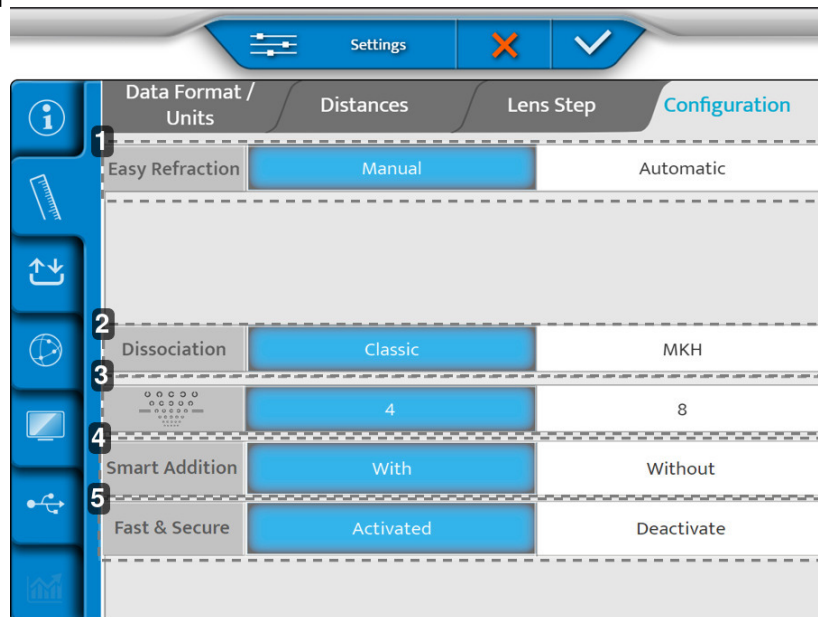 Settings
Data Format /
Units
Distances
Lens Step
Configuration
1
Easy Refraction
Manual
Automatic
2
Dissociation
Classic
MKH
3
4
8
4
Smart Addition
With
Without
5
Fast & Secure
Activated
Deactivate